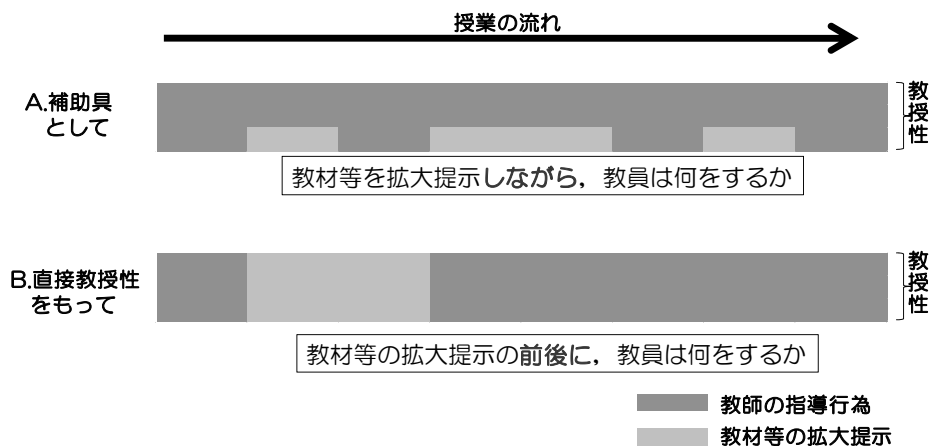 授業の流れ
A.補助具
として
教授性
教材等を拡大提示しながら，教員は何をするか
B.直接教授性
をもって
教授性
教材等の拡大提示の前後に，教員は何をするか
教師の指導行為
教材等の拡大提示